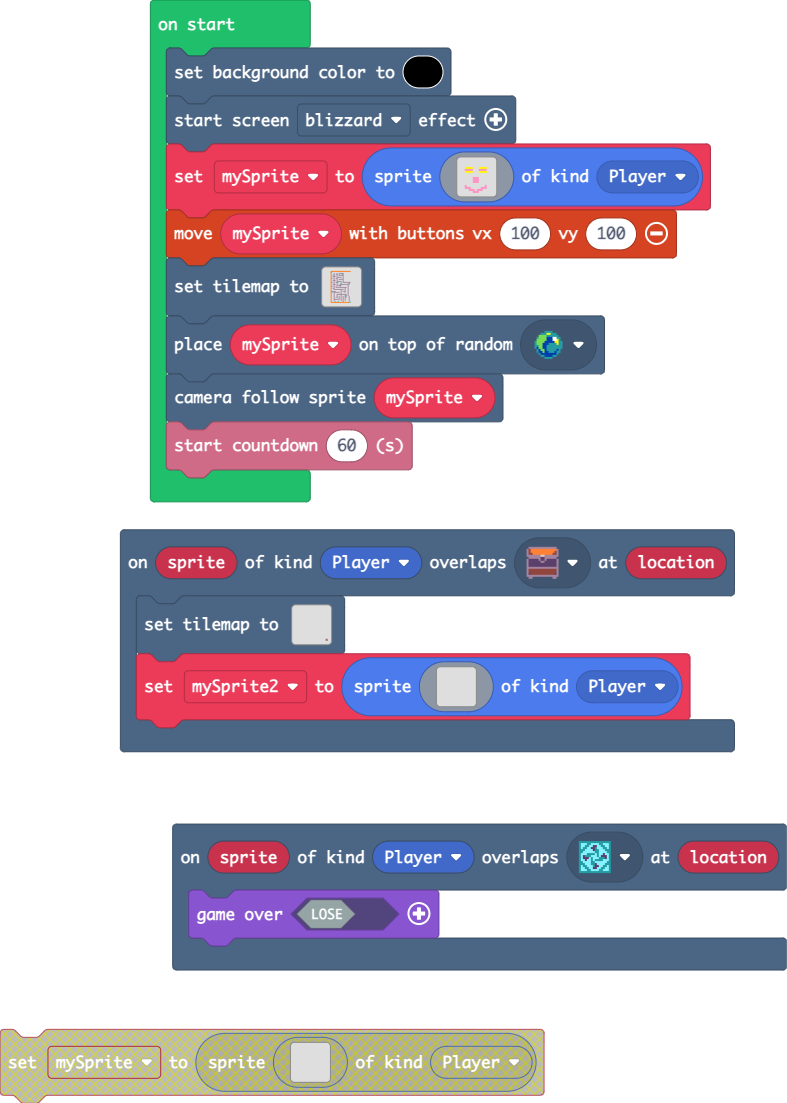 on start
set background color to
start screen blizzard effect
set mySprite to sprite of kind Player
move mySprite with buttons vx 100 vy 100
set tilemap to
place mySprite on top of random
camera follow sprite mySprite
start countdown 60 (s)
on sprite of kind Player overlaps at location
set tilemap to
set mySprite2 to sprite of kind Player
on sprite of kind Player overlaps at location
game over LOSE
set mySprite to sprite of kind Player